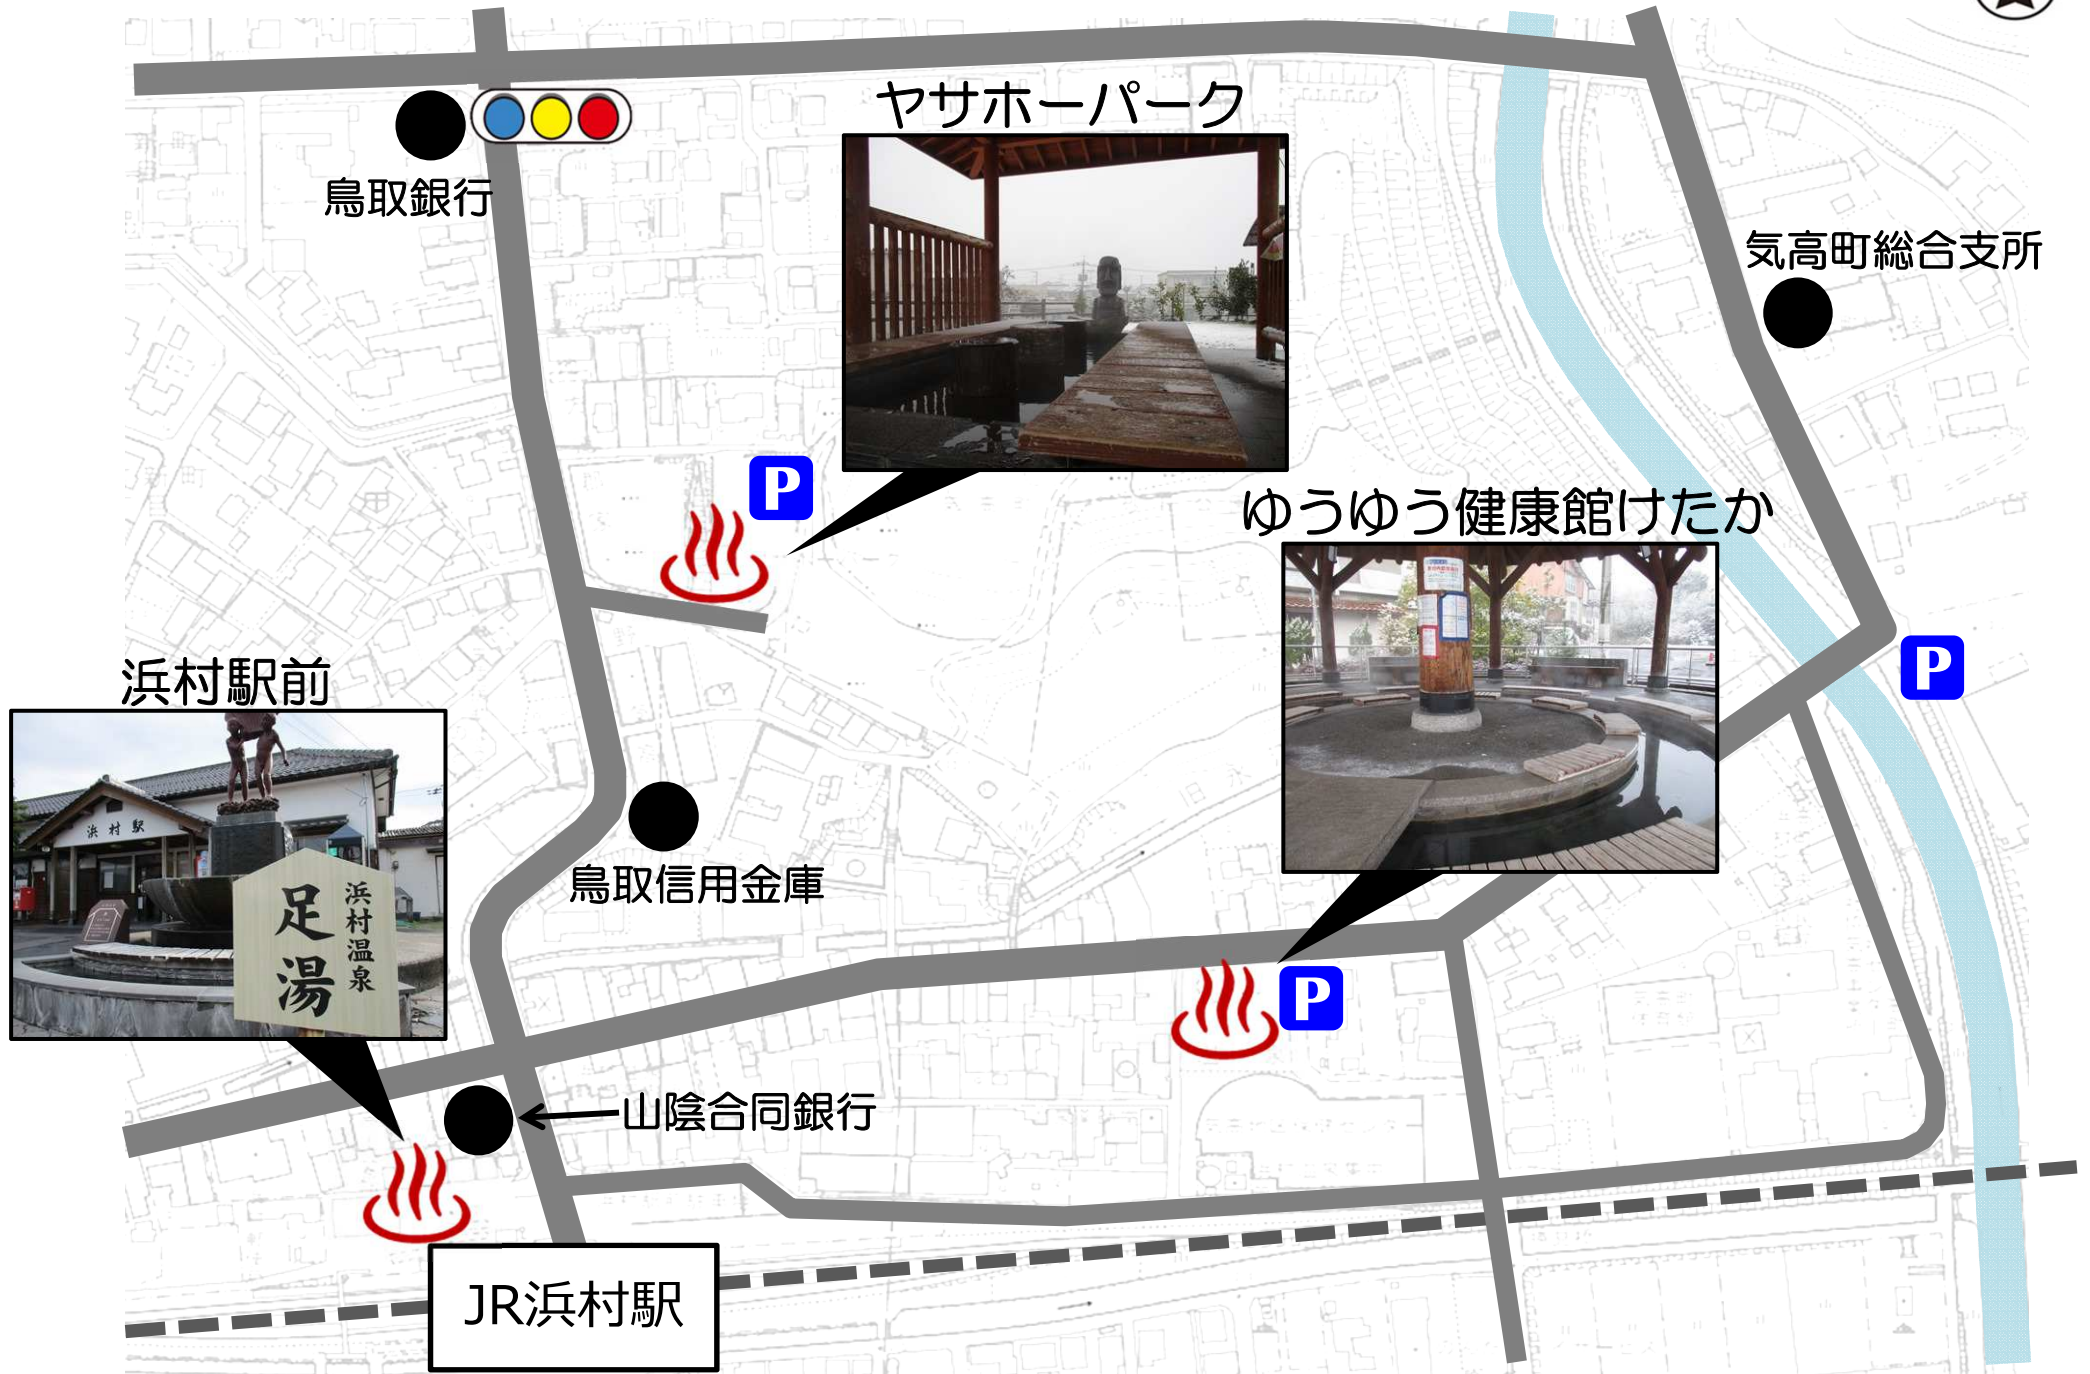 ヤサホーパーク
鳥取銀行
気高町総合支所
P
ゆうゆう健康館けたか
P
浜村駅前
浜村駅
足湯
浜村温泉
鳥取信用金庫
P
山陰合同銀行
JR浜村駅